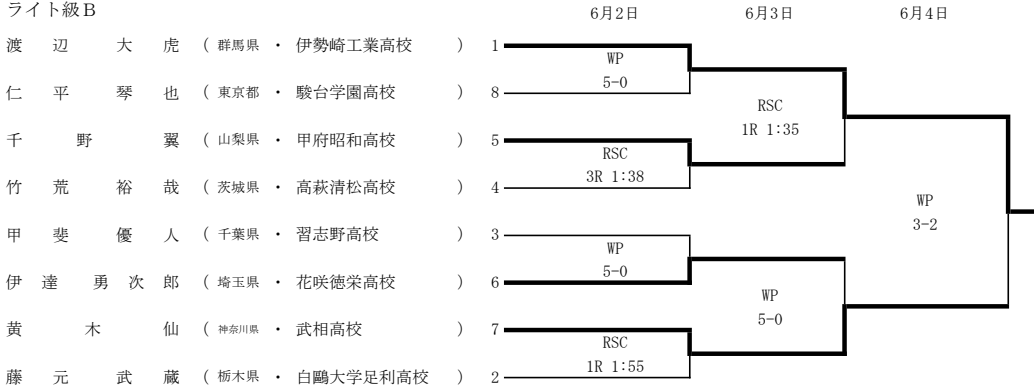 ライト級B
6月2日 6月3日 6月4日
渡辺大虎 ( 群馬県 ・ 伊勢崎工業高校 ) 1
WP
5-0
仁平琴也 ( 東京都 ・ 駿台学園高校 ) 8
RSC
1R 1:35
千野翼 ( 山梨県 ・ 甲府昭和高校 ) 5
RSC
3R 1:38
竹荒裕哉 ( 茨城県 ・ 高萩清松高校 ) 4
WP
3-2
甲斐優人 ( 千葉県 ・ 習志野高校 ) 3
WP
5-0
伊達勇次郎 ( 埼玉県 ・ 花咲徳栄高校 ) 6
WP
5-0
黄木仙 ( 神奈川県 ・ 武相高校 ) 7
RSC
1R 1:55
藤元武蔵 ( 栃木県 ・ 白鷗大学足利高校 ) 2